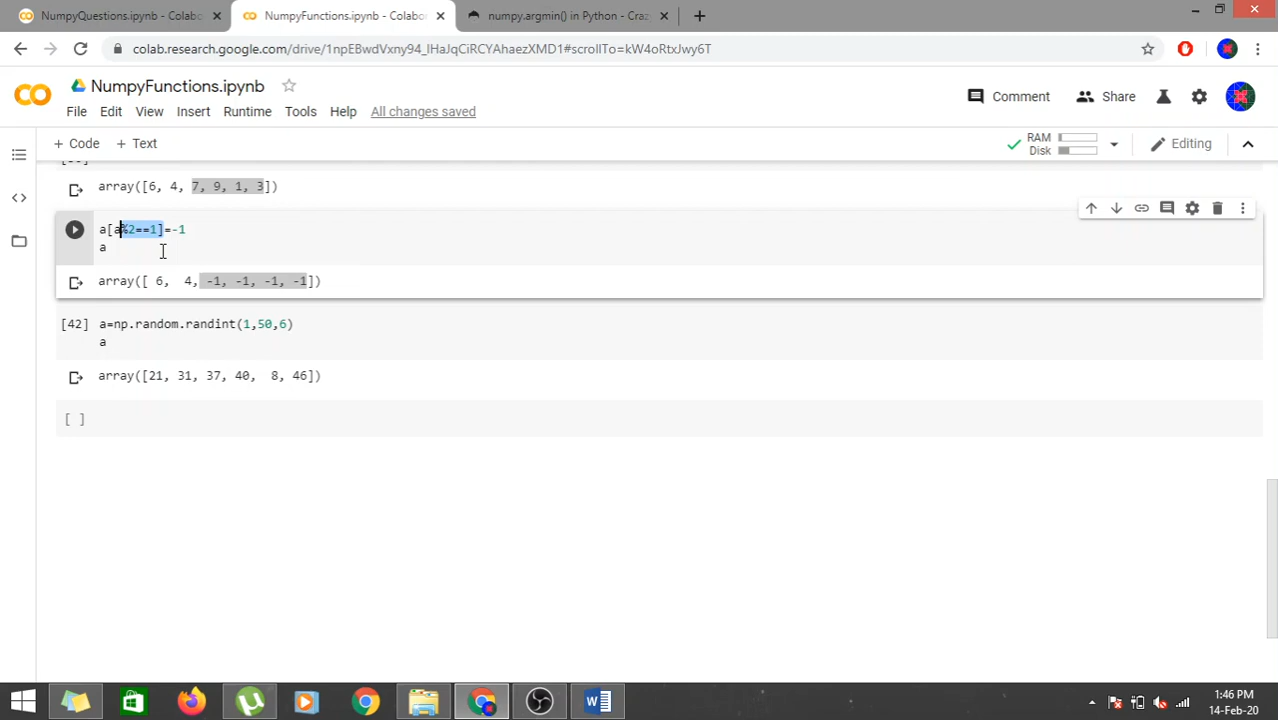 NumpyQuestions.ipynb - Colabo
NumpyFunctions.ipynb - Colabor
numpy.argmin() in Python - Craz
colab.research.google.com/drive/1npEBwdVxny94_lHaJqCiRCYAhaezXMD1#scrollTo=kW4oRtxJwy6T
NumpyFunctions.ipynb
Comment
Share
File Edit View Insert Runtime Tools Help All changes saved
+ Code + Text
RAM
Disk
Editing
array([6, 4, 7, 9, 1, 3])
a[a%2==1]=-1
a
array([ 6, 4, -1, -1, -1, -1])
[42] a=np.random.randint(1,50,6)
a
array([21, 31, 37, 40, 8, 46])
[ ]
1:46 PM
14-Feb-20